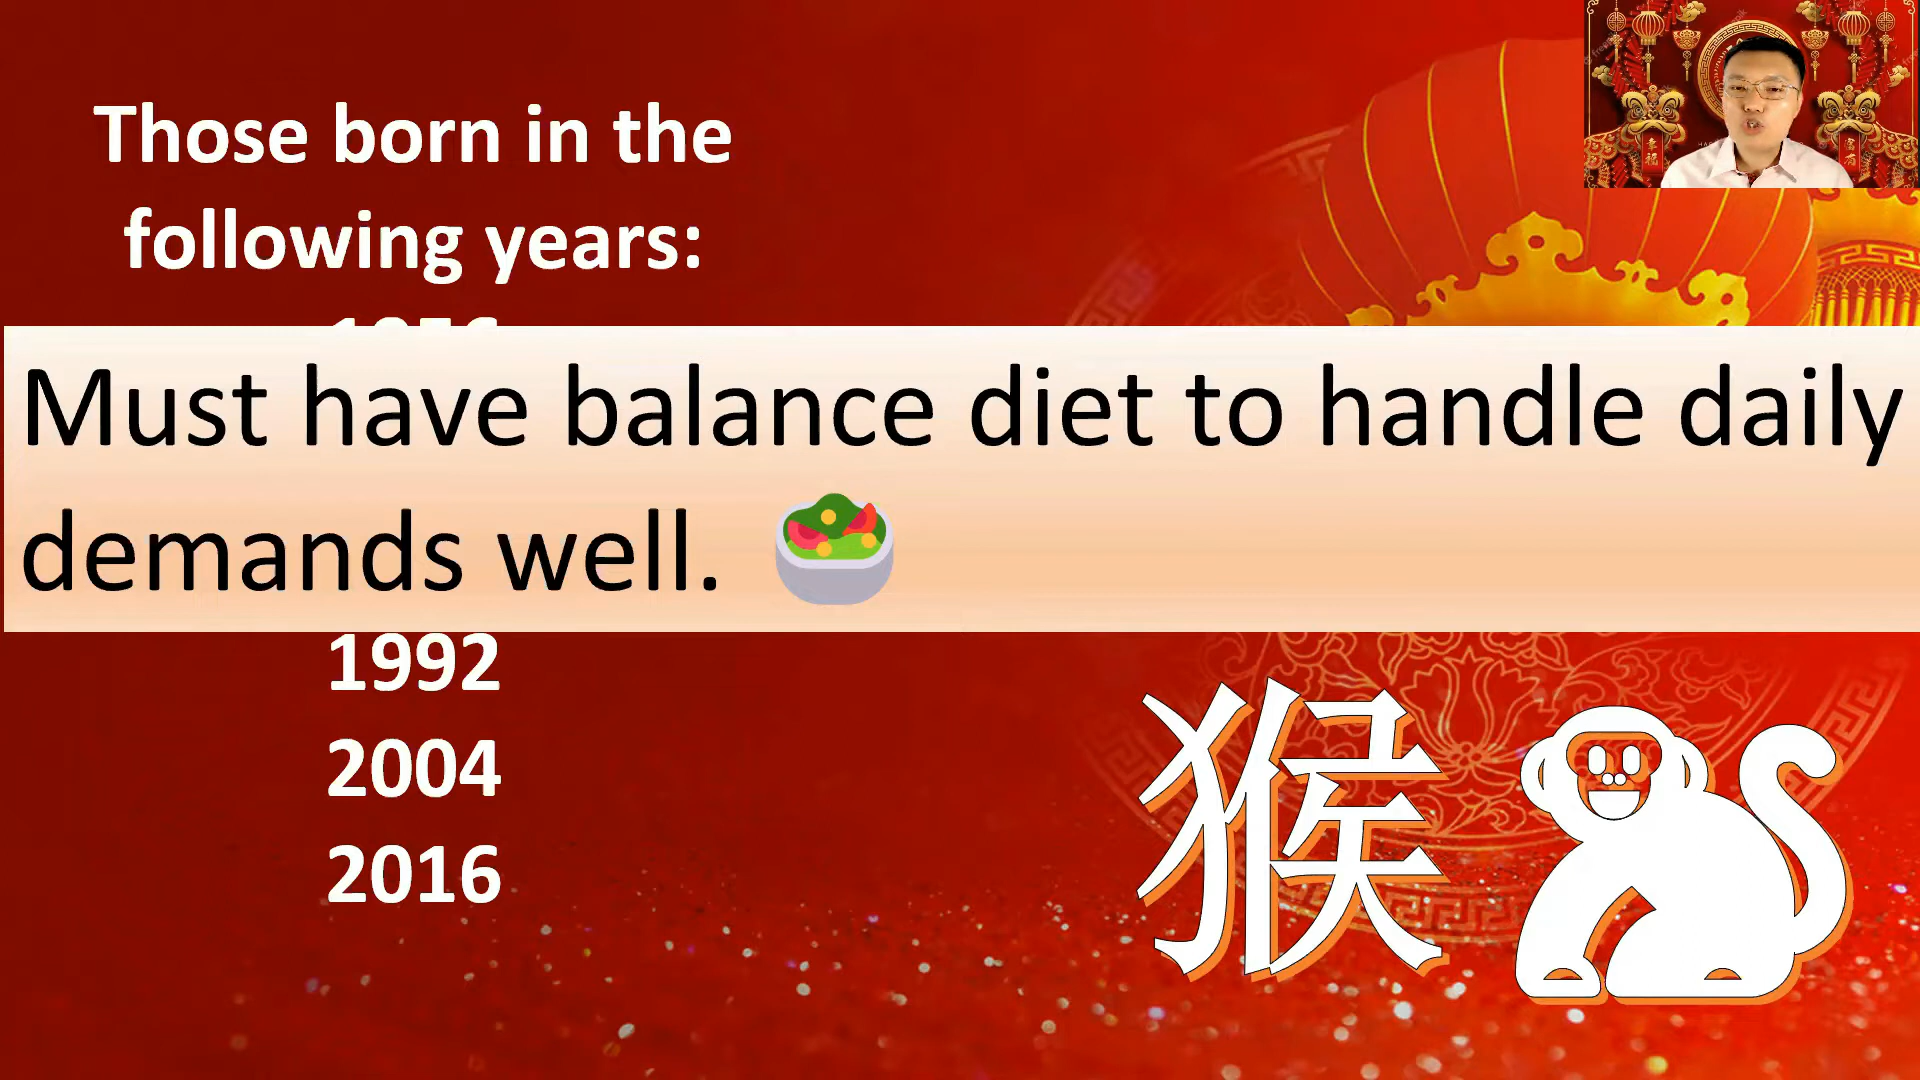 Those born in the
following years:
Must have balance diet to handle daily
demands well.
1992
2004
2016
猴